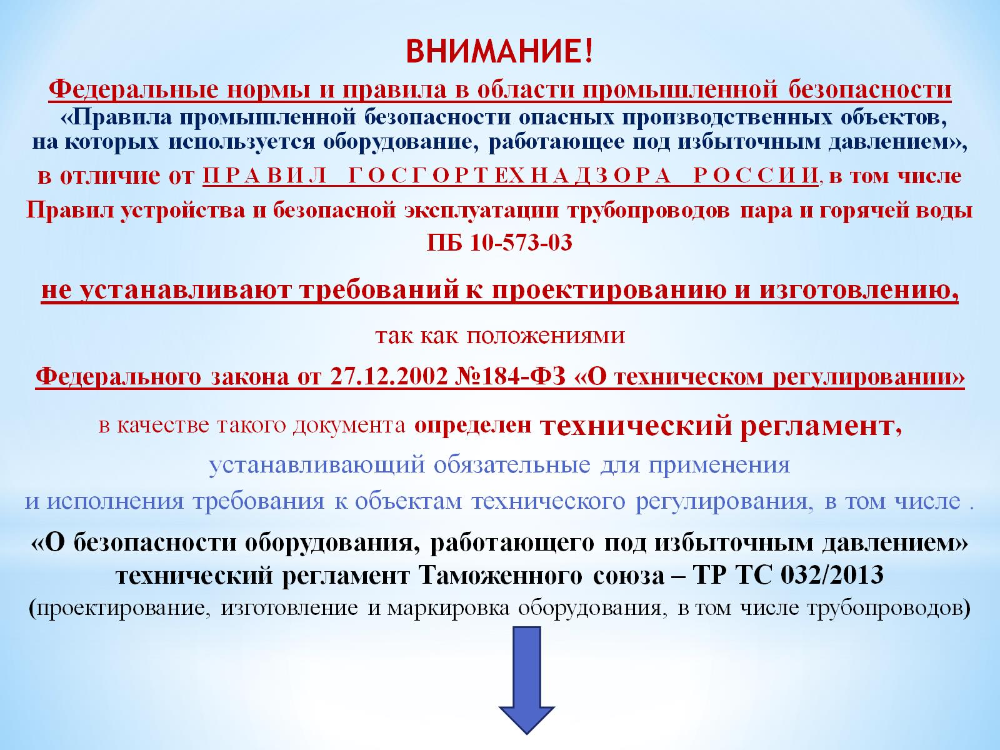 ВНИМАНИЕ!
Федеральные нормы и правила в области промышленной безопасности
«Правила промышленной безопасности опасных производственных объектов,
на которых используется оборудование, работающее под избыточным давлением»,
в отличие от П Р А В И Л Г О С Г О Р Т ЕХ Н А Д З О Р А Р О С С И И, в том числе
Правил устройства и безопасной эксплуатации трубопроводов пара и горячей воды
ПБ 10-573-03
не устанавливают требований к проектированию и изготовлению,
так как положениями
Федерального закона от 27.12.2002 №184-ФЗ «О техническом регулировании»
в качестве такого документа определен технический регламент,
устанавливающий обязательные для применения
и исполнения требования к объектам технического регулирования, в том числе .
«О безопасности оборудования, работающего под избыточным давлением»
технический регламент Таможенного союза – ТР ТС 032/2013
(проектирование, изготовление и маркировка оборудования, в том числе трубопроводов)